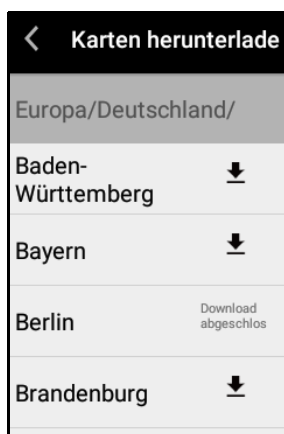 Karten herunterlade
Europa/Deutschland/
Baden-
Württemberg
Bayern
Berlin
Download
abgeschlos
Brandenburg